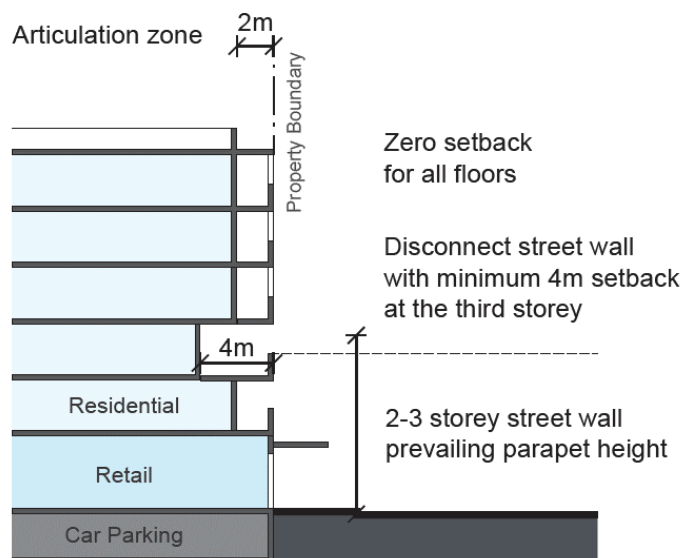 2m
Articulation zone
Property Boundary
Zero setback
for all floors
Disconnect street wall
with minimum 4m setback
at the third storey
4m
Residential
2-3 storey street wall
prevailing parapet height
Retail
Car Parking